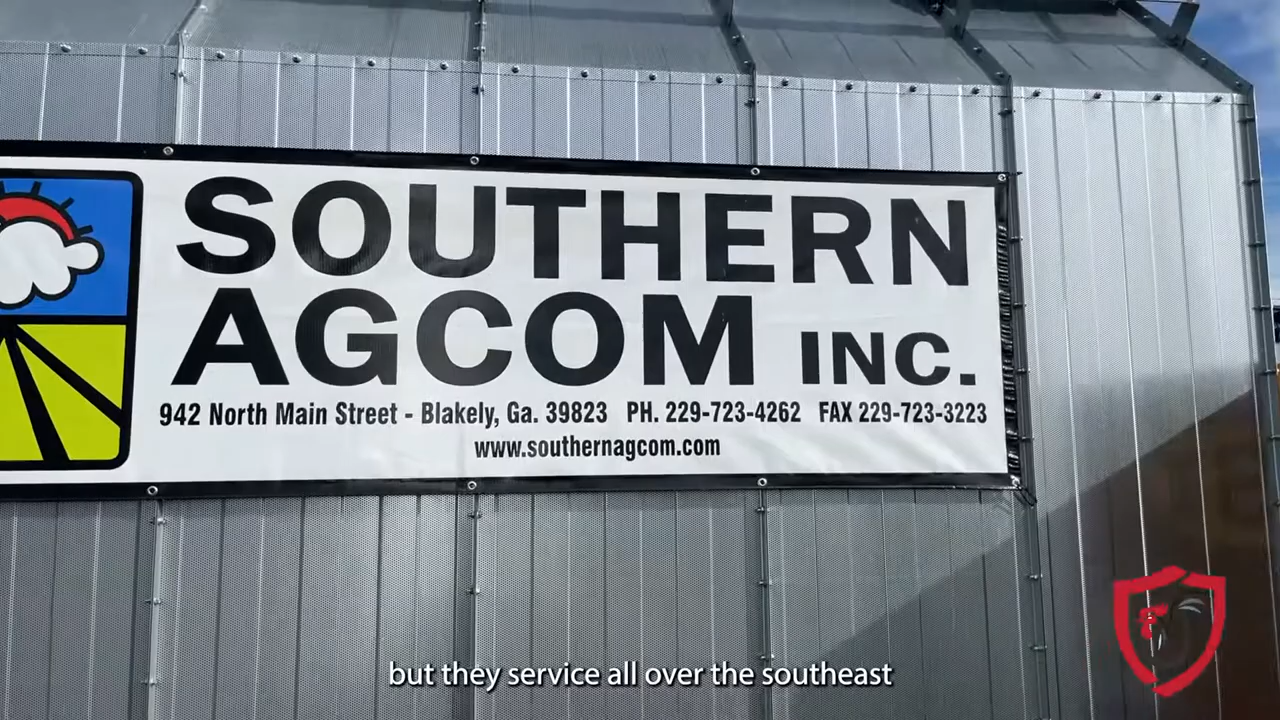 SOUTHERN
AGCOM INC.
942 North Main Street - Blakely, Ga. 39823 PH. 229-723-4262 FAX 229-723-3223
www.southernagcom.com
but they service all over the southeast